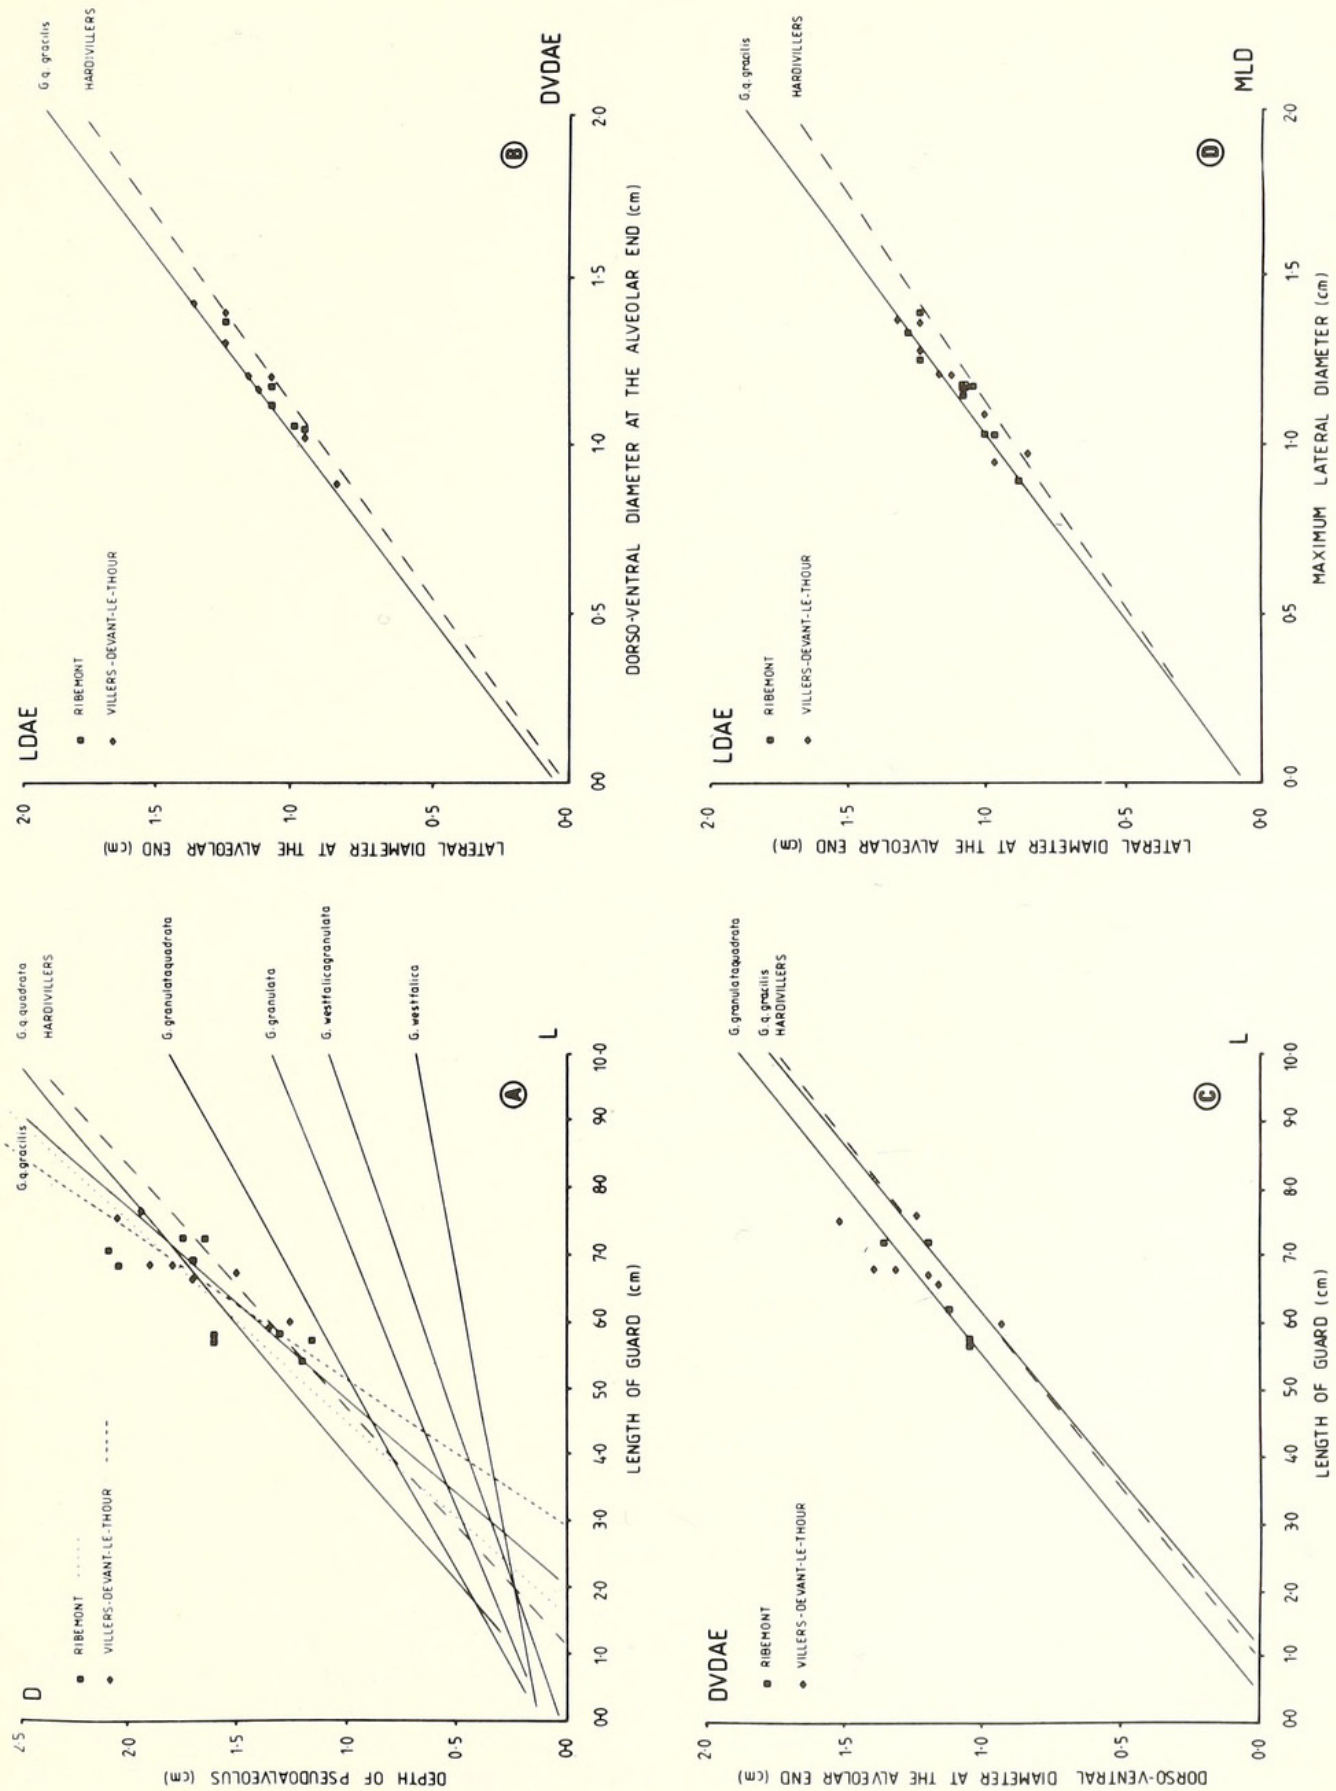 D
2·5
2·0
1·5
1·0
0·5
0·0
DEPTH OF PSEUDOALVEOLUS (cm)
RIBEMONT
VILLERS-DEVANT-LE-THOUR
G.q.gracilis
G.q.quadrata
HARDIVILLERS
G.granulataquadrata
G.granulata
G.westfalicagranulata
G.westfalica
A
L
0·0
1·0
2·0
3·0
4·0
5·0
6·0
7·0
8·0
9·0
10·0
LENGTH OF GUARD (cm)
LDAE
2·0
1·5
1·0
0·5
0·0
LATERAL DIAMETER AT THE ALVEOLAR END (cm)
RIBEMONT
VILLERS-DEVANT-LE-THOUR
G.q.gracilis
HARDIVILLERS
B
DVDAE
0·0
0·5
1·0
1·5
2·0
DORSO-VENTRAL DIAMETER AT THE ALVEOLAR END (cm)
DVDAE
2·0
1·5
1·0
0·5
0·0
DORSO-VENTRAL DIAMETER AT THE ALVEOLAR END (cm)
RIBEMONT
VILLERS-DEVANT-LE-THOUR
G.granulataquadrata
G.q.gracilis
HARDIVILLERS
C
L
0·0
1·0
2·0
3·0
4·0
5·0
6·0
7·0
8·0
9·0
10·0
LENGTH OF GUARD (cm)
LDAE
2·0
1·5
1·0
0·5
0·0
LATERAL DIAMETER AT THE ALVEOLAR END (cm)
RIBEMONT
VILLERS-DEVANT-LE-THOUR
G.q.gracilis
HARDIVILLERS
D
MLD
0·0
0·5
1·0
1·5
2·0
MAXIMUM LATERAL DIAMETER (cm)